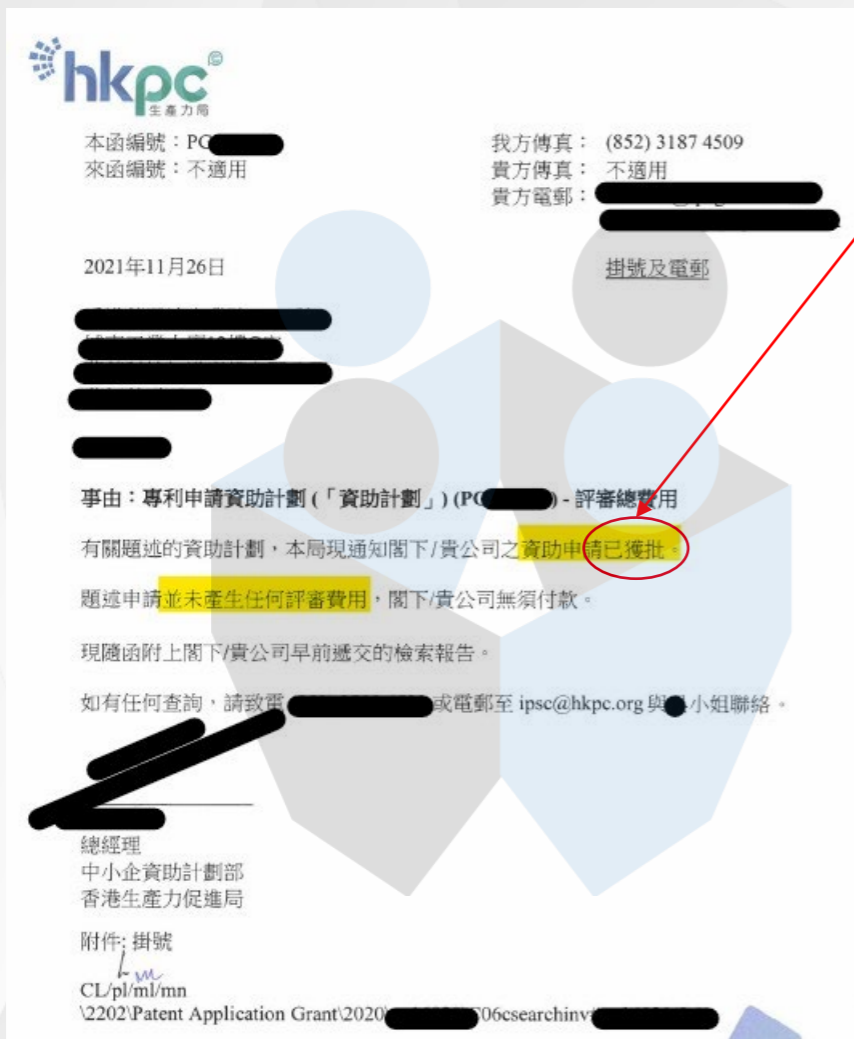 hkpc®
生產力局
本函編號：PG
來函編號：不適用
我方傳真： (852) 3187 4509
貴方傳真： 不適用
貴方電郵：
2021年11月26日
掛號及電郵
事由：專利申請資助計劃 (「資助計劃」) (PG ) - 評審總費用
有關題述的資助計劃，本局現通知閣下/貴公司之資助申請已獲批。
題述申請並未產生任何評審費用，閣下/貴公司無須付款。
現隨函附上閣下/貴公司早前遞交的檢索報告。
如有任何查詢，請致電 或電郵至 ipsc@hkpc.org 與 小姐聯絡。
總經理
中小企資助計劃部
香港生產力促進局
附件: 掛號
CL/pl/ml/mn
\2202\Patent Application Grant\2020\ 06csearchinv